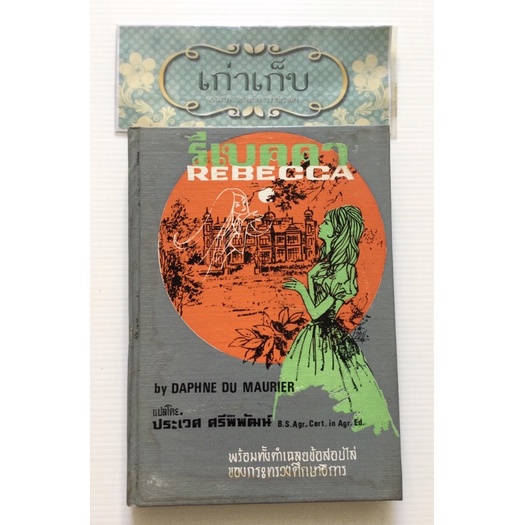 เก่าเก็บ
รีเบคคา
REBECCA
by DAPHNE DU MAURIER
แปลโดย.
ประเวศ ศรีพิพัฒน์ B.S.Agr. Cert. in Agr. Ed.
พร้อมทั้งคำเฉลยข้อสอบไล่
ของกระทรวงศึกษาธิการ